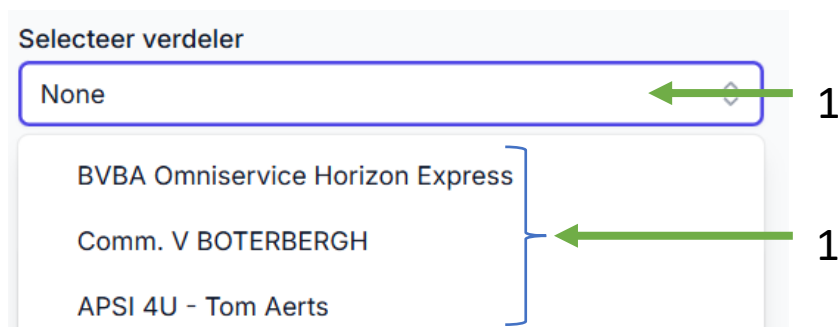 Selecteer verdeler
None
1
BVBA Omniservice Horizon Express
Comm. V BOTERBERGH
1
APSI 4U - Tom Aerts